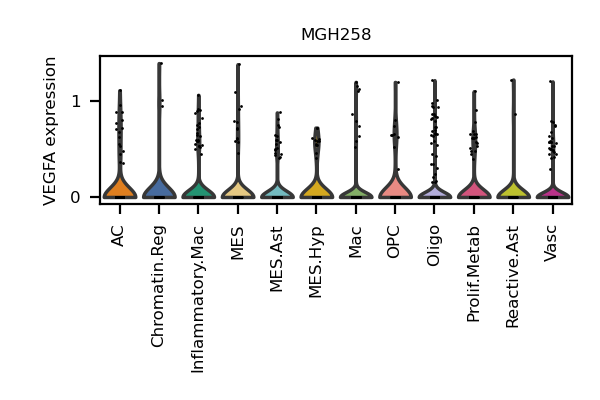 MGH258
VEGFA expression
1
0
AC
Chromatin.Reg
Inflammatory.Mac
MES
MES.Ast
MES.Hyp
Mac
OPC
Oligo
Prolif.Metab
Reactive.Ast
Vasc